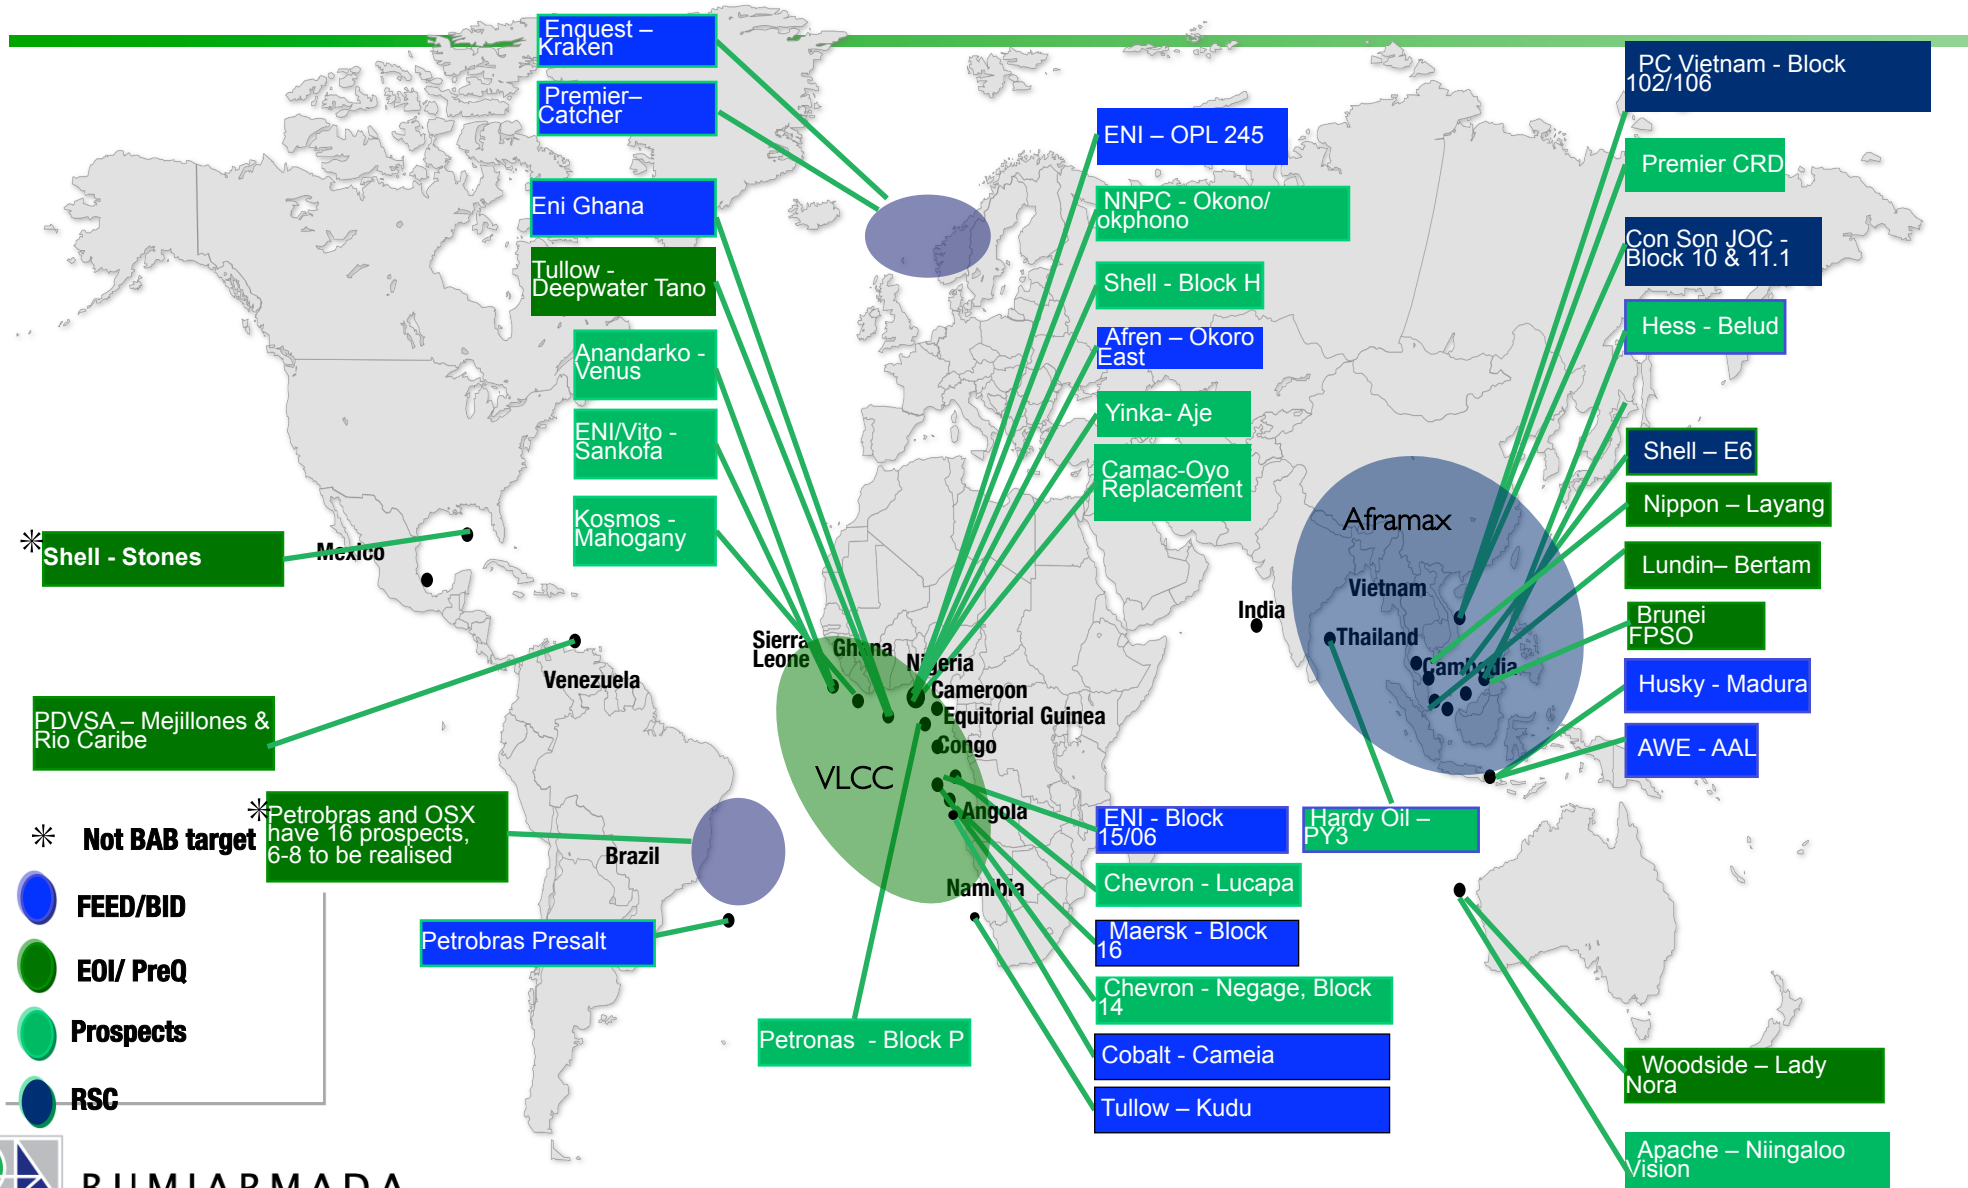 Enquest –
Kraken
Premier–
Catcher
Eni Ghana
Tullow -
Deepwater Tano
Anandarko -
Venus
ENI/Vito -
Sankofa
Kosmos -
Mahogany
ENI – OPL 245
NNPC - Okono/
okphono
Shell - Block H
Afren – Okoro
East
Yinka- Aje
Camac-Oyo
Replacement
PC Vietnam - Block
102/106
Premier CRD
Con Son JOC -
Block 10 & 11.1
Hess - Belud
Shell – E6
Nippon – Layang
Lundin– Bertam
Brunei
FPSO
Husky - Madura
AWE - AAL
Aframax
Vietnam
India
Thailand
Cambodia
Shell - Stones
Mexico
Sierra
Leone
Ghana
Nigeria
Cameroon
Equitorial Guinea
Congo
VLCC
Angola
Namibia
Venezuela
PDVSA – Mejillones &
Rio Caribe
Petrobras and OSX
have 16 prospects,
6-8 to be realised
Brazil
Petrobras Presalt
Petronas - Block P
ENI - Block
15/06
Hardy Oil –
PY3
Chevron - Lucapa
Maersk - Block
16
Chevron - Negage, Block
14
Cobalt - Cameia
Tullow – Kudu
Woodside – Lady
Nora
Apache – Niingaloo
Vision
Not BAB target
FEED/BID
EOI/ PreQ
Prospects
RSC
BUMIARMADA